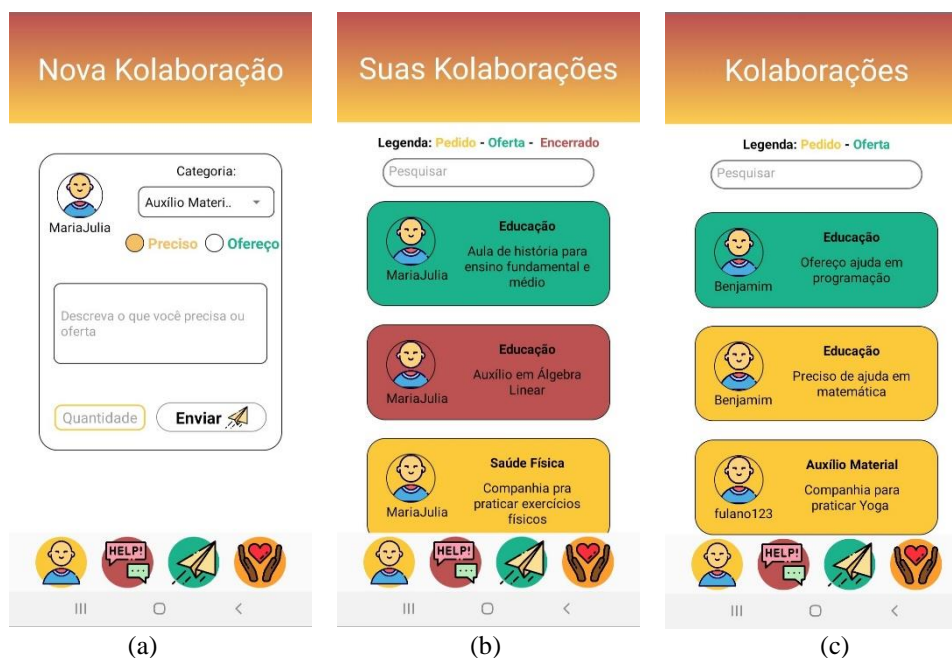 Nova Kolaboração
Categoria:
Auxílio Materi..
MariaJulia
Preciso
Ofereço
Descreva o que você precisa ou
oferta
Quantidade
Enviar
HELP!
(a)
Suas Kolaborações
Legenda: Pedido - Oferta - Encerrado
Pesquisar
Educação
Aula de história para
ensino fundamental e
médio
MariaJulia
Educação
Auxílio em Álgebra
Linear
MariaJulia
Saúde Física
Companhia pra
praticar exercícios
físicos
MariaJulia
HELP!
(b)
Kolaborações
Legenda: Pedido - Oferta
Pesquisar
Educação
Ofereço ajuda em
programação
Benjamim
Educação
Preciso de ajuda em
matemática
Benjamim
Auxílio Material
Companhia para
praticar Yoga
fulano123
HELP!
(c)